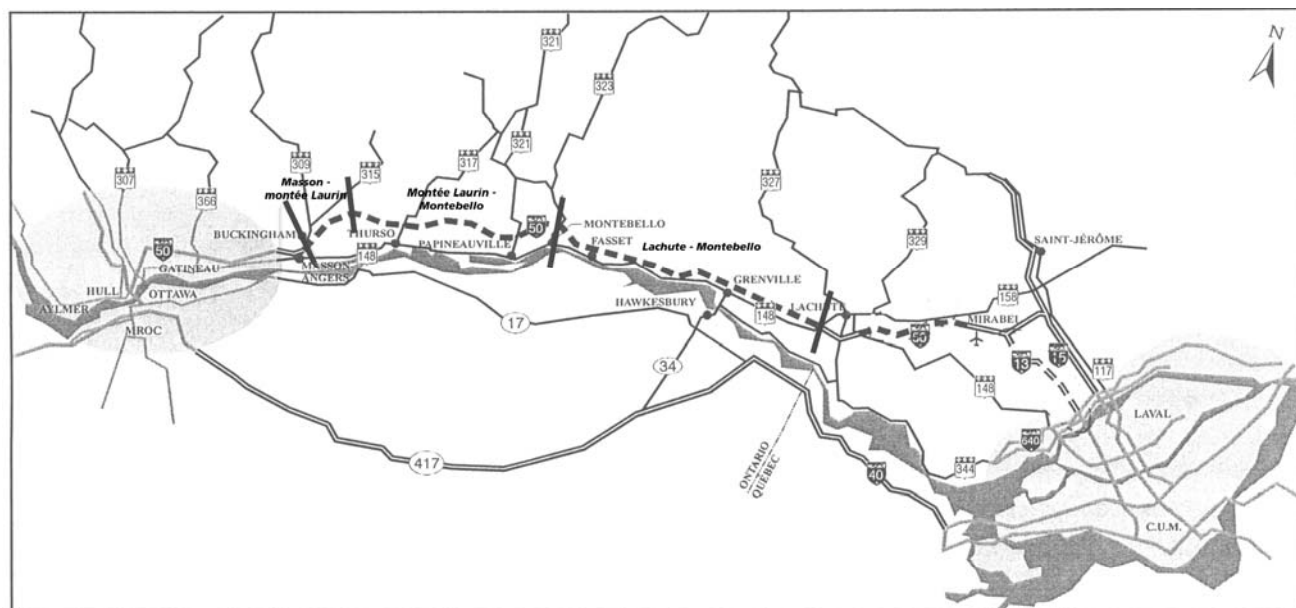 N
321
323
307
366
309
Masson -
montée Laurin
315
317
321
Montée Laurin -
Montebello
327
329
BUCKINGHAM
THURSO
50
MONTEBELLO
50
148
PAPINEAUVILLE
FASSET
Lachute - Montebello
SAINT-JÉRÔME
GATINEAU
MASSON
ANGERS
GRENVILLE
HULL
OTTAWA
AYLMER
HAWKESBURY
148
LACHUTE
158
MIRABEL
50
MROC
17
34
13
15
117
148
LAVAL
640
417
ONTARIO
QUÉBEC
40
344
C.U.M.